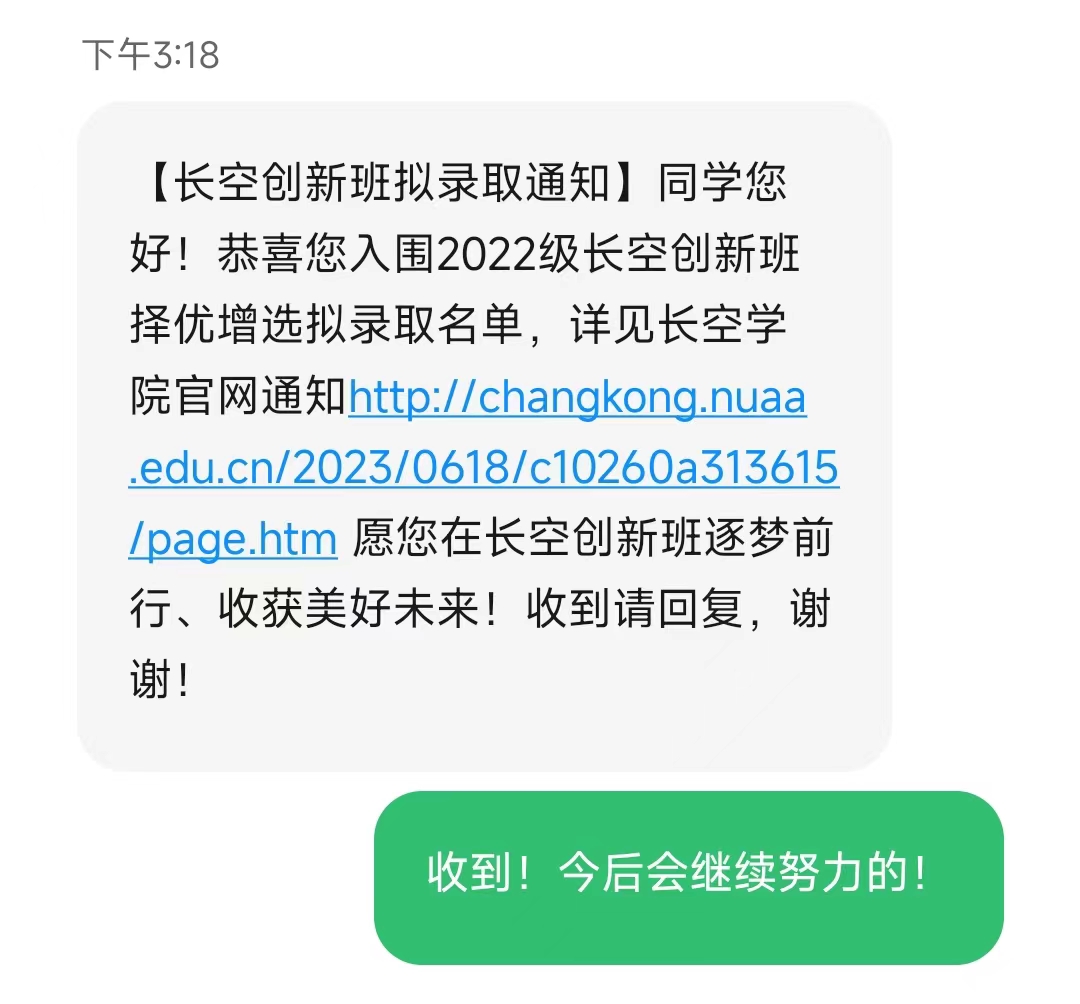 下午3:18
【长空创新班拟录取通知】同学您
好！恭喜您入围2022级长空创新班
择优增选拟录取名单，详见长空学
院官网通知http://changkong.nuaa
.edu.cn/2023/0618/c10260a313615
/page.htm 愿您在长空创新班逐梦前
行、收获美好未来！收到请回复，谢
谢！
收到！今后会继续努力的！